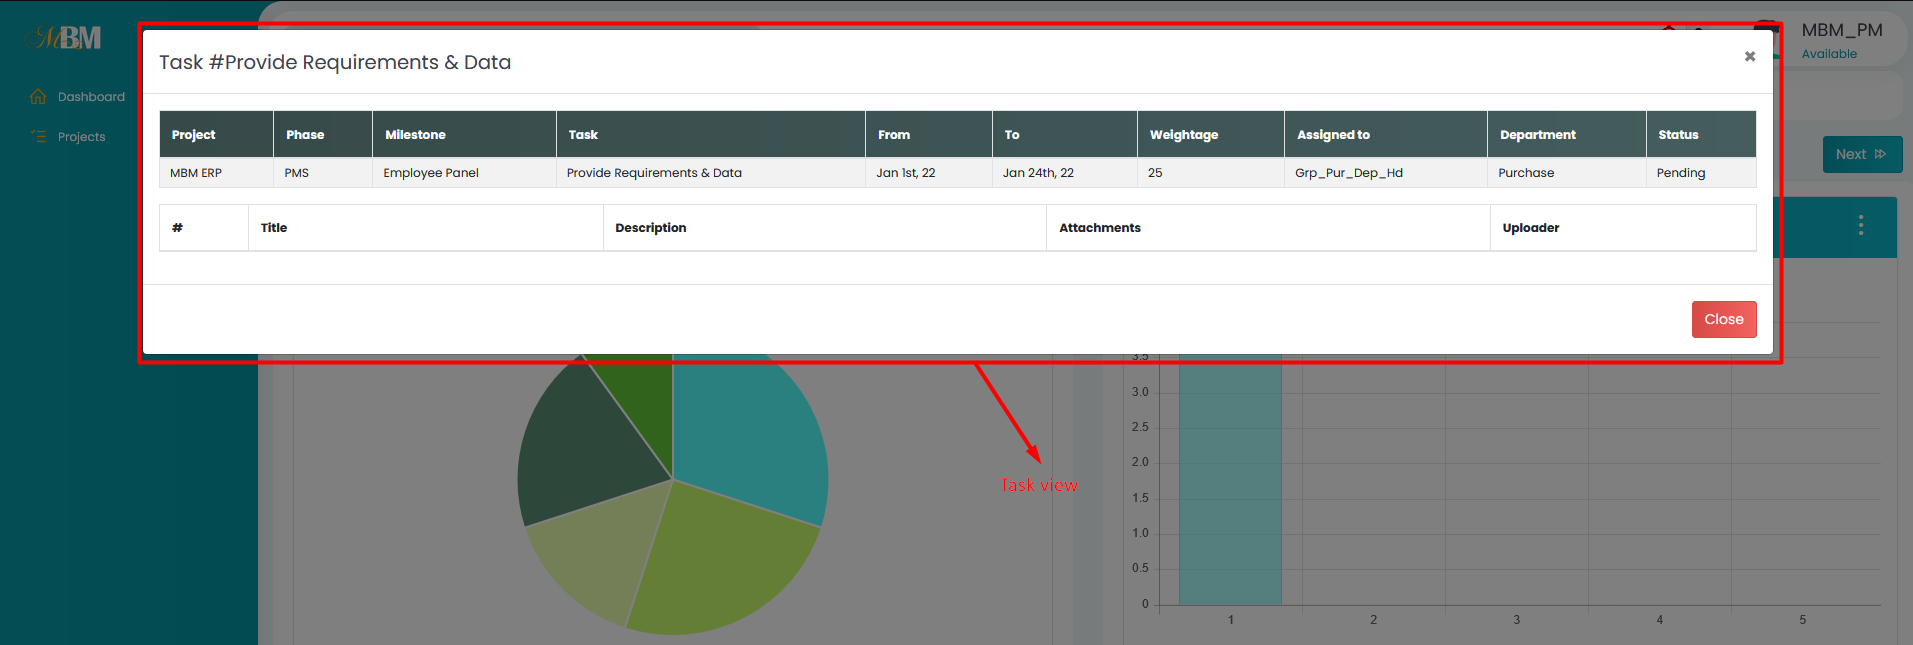 MBM
MBM_PM
Available
Dashboard
Projects
Task #Provide Requirements & Data
×
Project Phase Milestone Task From To Weightage Assigned to Department Status
MBM ERP PMS Employee Panel Provide Requirements & Data Jan 1st, 22 Jan 24th, 22 25 Grp_Pur_Dep_Hd Purchase Pending
# Title Description Attachments Uploader
Close
Next
Task view
3.5
3.0
2.5
2.0
1.5
1.0
0.5
0
1 2 3 4 5